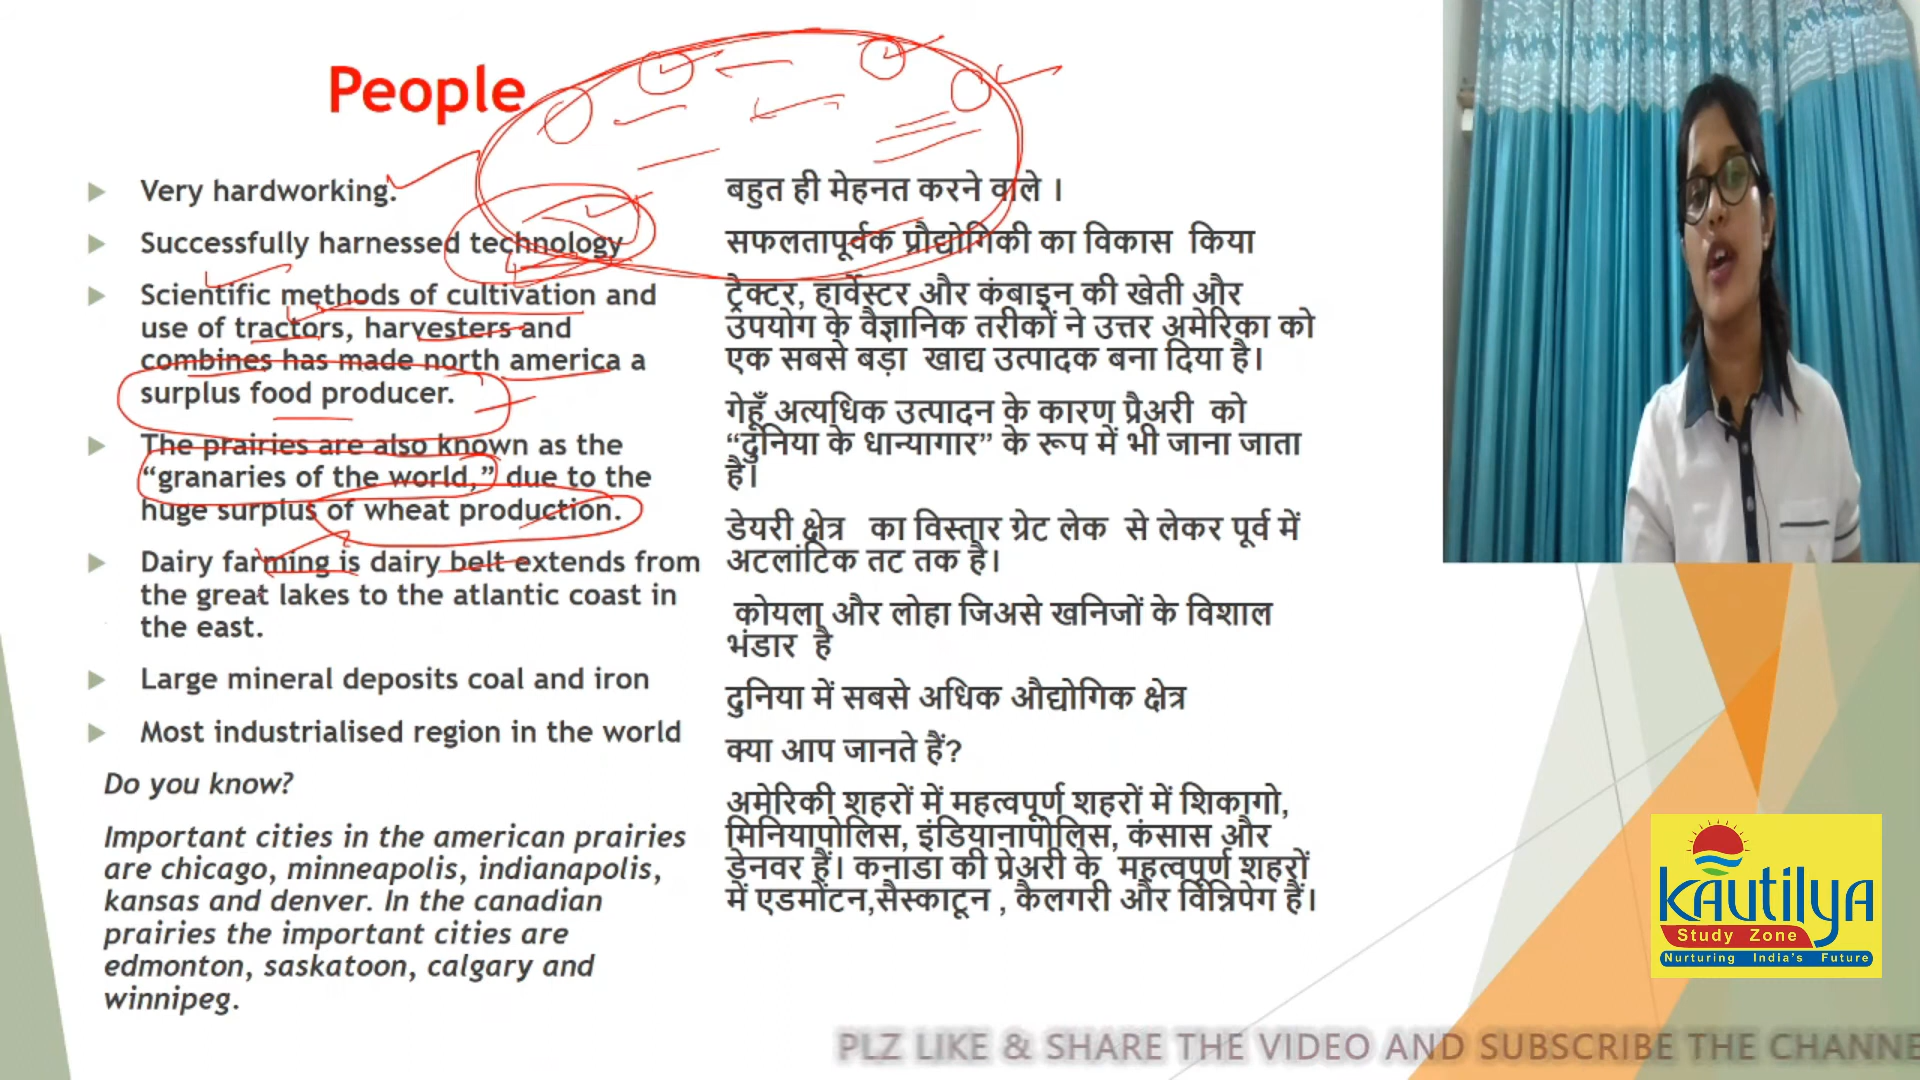 People
Very hardworking.
Successfully harnessed technology
Scientific methods of cultivation and
use of tractors, harvesters and
combines has made north america a
surplus food producer.
The prairies are also known as the
“granaries of the world,” due to the
huge surplus of wheat production.
Dairy farming is dairy belt extends from
the great lakes to the atlantic coast in
the east.
Large mineral deposits coal and iron
Most industrialised region in the world
Do you know?
Important cities in the american prairies
are chicago, minneapolis, indianapolis,
kansas and denver. In the canadian
prairies the important cities are
edmonton, saskatoon, calgary and
winnipeg.
बहुत ही मेहनत करने वाले ।
सफलतापूर्वक प्रौद्योगिकी का विकास किया
ट्रैक्टर, हार्वेस्टर और कंबाइन की खेती और
उपयोग के वैज्ञानिक तरीकों ने उत्तर अमेरिका को
एक सबसे बड़ा खाद्य उत्पादक बना दिया है।
गेहूँ अत्यधिक उत्पादन के कारण प्रैअरी को
“दुनिया के धान्यागार” के रूप में भी जाना जाता
है।
डेयरी क्षेत्र का विस्तार ग्रेट लेक से लेकर पूर्व में
अटलांटिक तट तक है।
कोयला और लोहा जिअसे खनिजों के विशाल
भंडार है
दुनिया में सबसे अधिक औद्योगिक क्षेत्र
क्या आप जानते हैं?
अमेरिकी शहरों में महत्वपूर्ण शहरों में शिकागो,
मिनियापोलिस, इंडियानापोलिस, कंसास और
डेनवर हैं। कनाडा की प्रेअरी के महत्वपूर्ण शहरों
में एडमोंटन,सैस्काटून , कैलगरी और विन्निपेग हैं।
Kautilya
Study Zone
Nurturing India's Future
PLZ LIKE & SHARE THE VIDEO AND SUBSCRIBE THE CHANNE